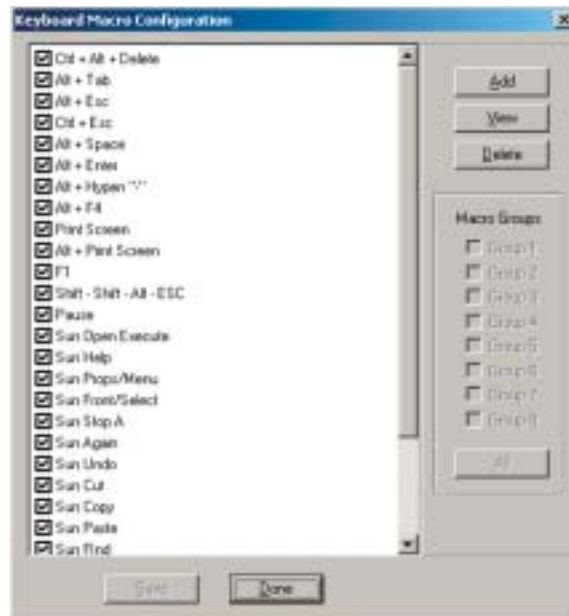 Keyboard Macro Configuration
Ctrl + Alt + Delete
Alt + Tab
Alt + Esc
Ctrl + Esc
Alt + Space
Alt + Enter
Alt + Hypen "-"
Alt + F4
Print Screen
Alt + Print Screen
F1
Shift - Shift - Alt - ESC
Pause
Sun Open Execute
Sun Help
Sun Props/Menu
Sun Front/Select
Sun Stop A
Sun Again
Sun Undo
Sun Cut
Sun Copy
Sun Paste
Sun Find
Add
View
Delete
Macro Groups
Group 1
Group 2
Group 3
Group 4
Group 5
Group 6
Group 7
Group 8
All
Save
Done